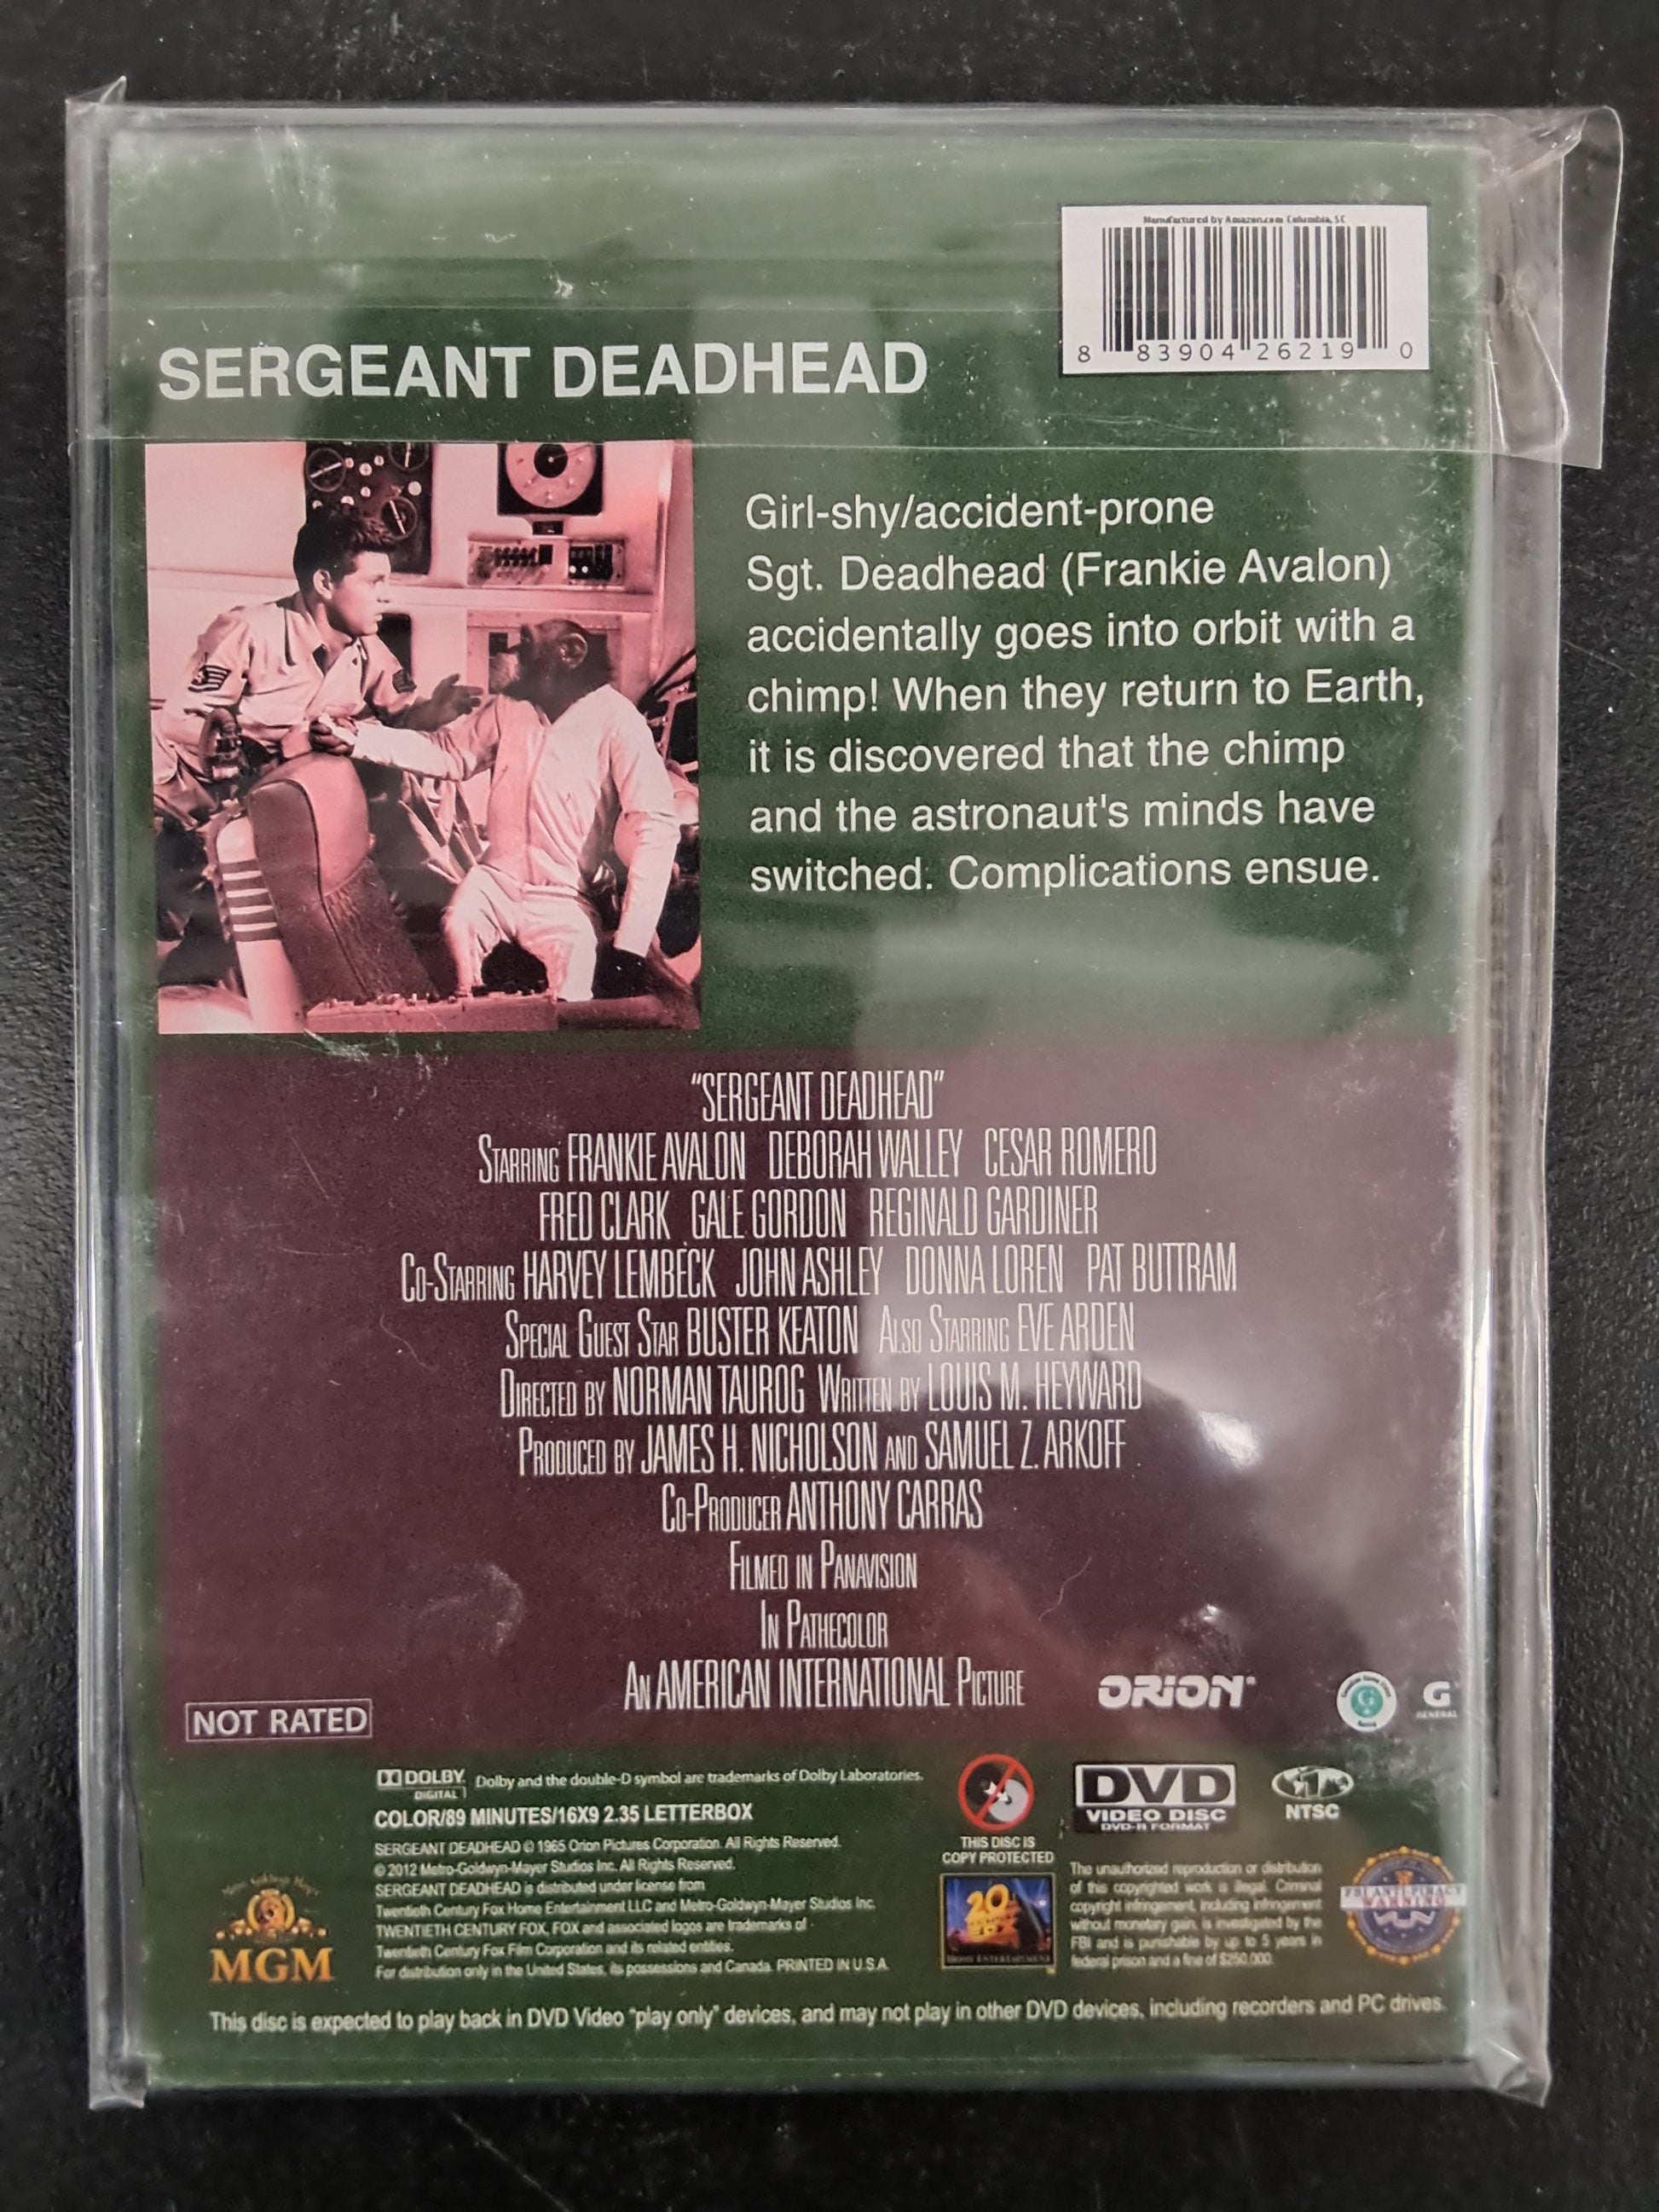 Manufactured by Amazon.com Columbia, SC
8 83904 26219 0
SERGEANT DEADHEAD
Girl-shy/accident-prone
Sgt. Deadhead (Frankie Avalon)
accidentally goes into orbit with a
chimp! When they return to Earth,
it is discovered that the chimp
and the astronaut's minds have
switched. Complications ensue.
“SERGEANT DEADHEAD”
STARRING FRANKIE AVALON DEBORAH WALLEY CESAR ROMERO
FRED CLARK GALE GORDON REGINALD GARDINER
CO-STARRING HARVEY LEMBECK JOHN ASHLEY DONNA LOREN PAT BUTTRAM
SPECIAL GUEST STAR BUSTER KEATON ALSO STARRING EVE ARDEN
DIRECTED BY NORMAN TAUROG WRITTEN BY LOUIS M. HEYWARD
PRODUCED BY JAMES H. NICHOLSON AND SAMUEL Z. ARKOFF
CO-PRODUCER ANTHONY CARRAS
FILMED IN PANAVISION
IN PATHECOLOR
AN AMERICAN INTERNATIONAL PICTURE
ORION
G
G
GENERAL
NOT RATED
DOLBY
DIGITAL
Dolby and the double-D symbol are trademarks of Dolby Laboratories.
COLOR/89 MINUTES/16X9 2.35 LETTERBOX
SERGEANT DEADHEAD © 1965 Orion Pictures Corporation. All Rights Reserved.
© 2012 Metro-Goldwyn-Mayer Studios Inc. All Rights Reserved.
SERGEANT DEADHEAD is distributed under license from
Twentieth Century Fox Home Entertainment LLC and Metro-Goldwyn-Mayer Studios Inc.
TWENTIETH CENTURY FOX, FOX and associated logos are trademarks of
Twentieth Century Fox Film Corporation and its related entities.
For distribution only in the United States, its possessions and Canada. PRINTED IN U.S.A.
MGM
THIS DISC IS
COPY PROTECTED
DVD
VIDEO DISC
DVD-R FORMAT
1
NTSC
20
HOME ENTERTAINMENT
The unauthorized reproduction or distribution
of this copyrighted work is illegal. Criminal
copyright infringement, including infringement
without monetary gain, is investigated by the
FBI and is punishable by up to 5 years in
federal prison and a fine of $250,000.
FBI ANTI-PIRACY
WARNING
This disc is expected to play back in DVD Video “play only” devices, and may not play in other DVD devices, including recorders and PC drives.